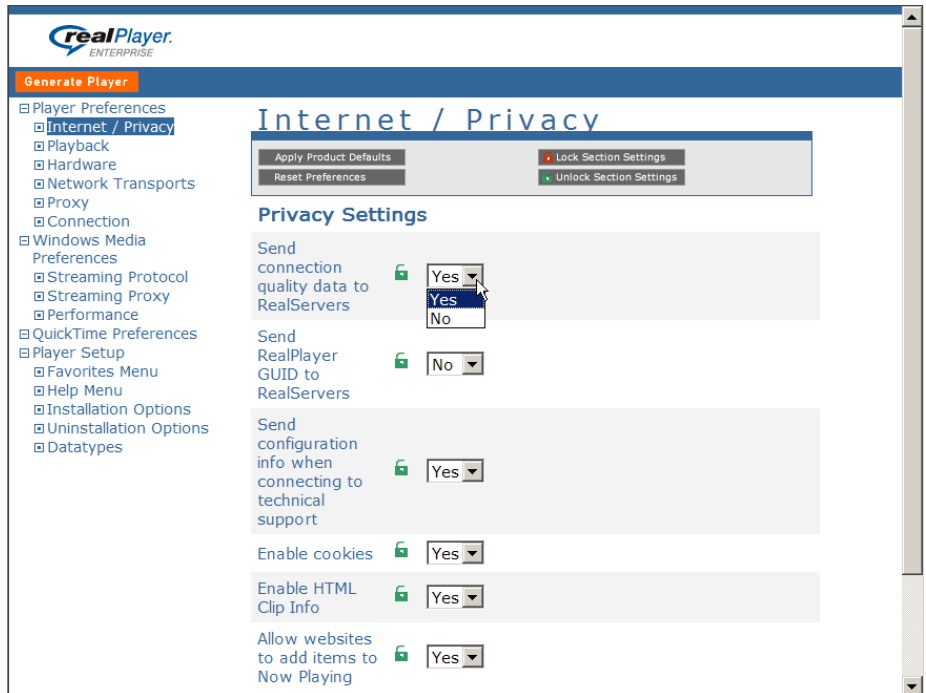 realPlayer.
ENTERPRISE
Generate Player
Player Preferences
Internet / Privacy
Playback
Hardware
Network Transports
Proxy
Connection
Windows Media
Preferences
Streaming Protocol
Streaming Proxy
Performance
QuickTime Preferences
Player Setup
Favorites Menu
Help Menu
Installation Options
Uninstallation Options
Datatypes
Internet / Privacy
Apply Product Defaults
Lock Section Settings
Reset Preferences
Unlock Section Settings
Privacy Settings
Send
connection
quality data to
RealServers
Yes
Yes
No
Send
RealPlayer
GUID to
RealServers
No
Send
configuration
info when
connecting to
technical
support
Yes
Enable cookies
Yes
Enable HTML
Clip Info
Yes
Allow websites
to add items to
Now Playing
Yes